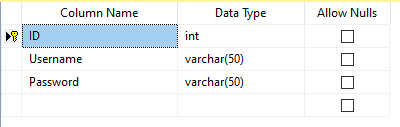 Column Name Data Type Allow Nulls
ID int
Username varchar(50)
Password varchar(50)